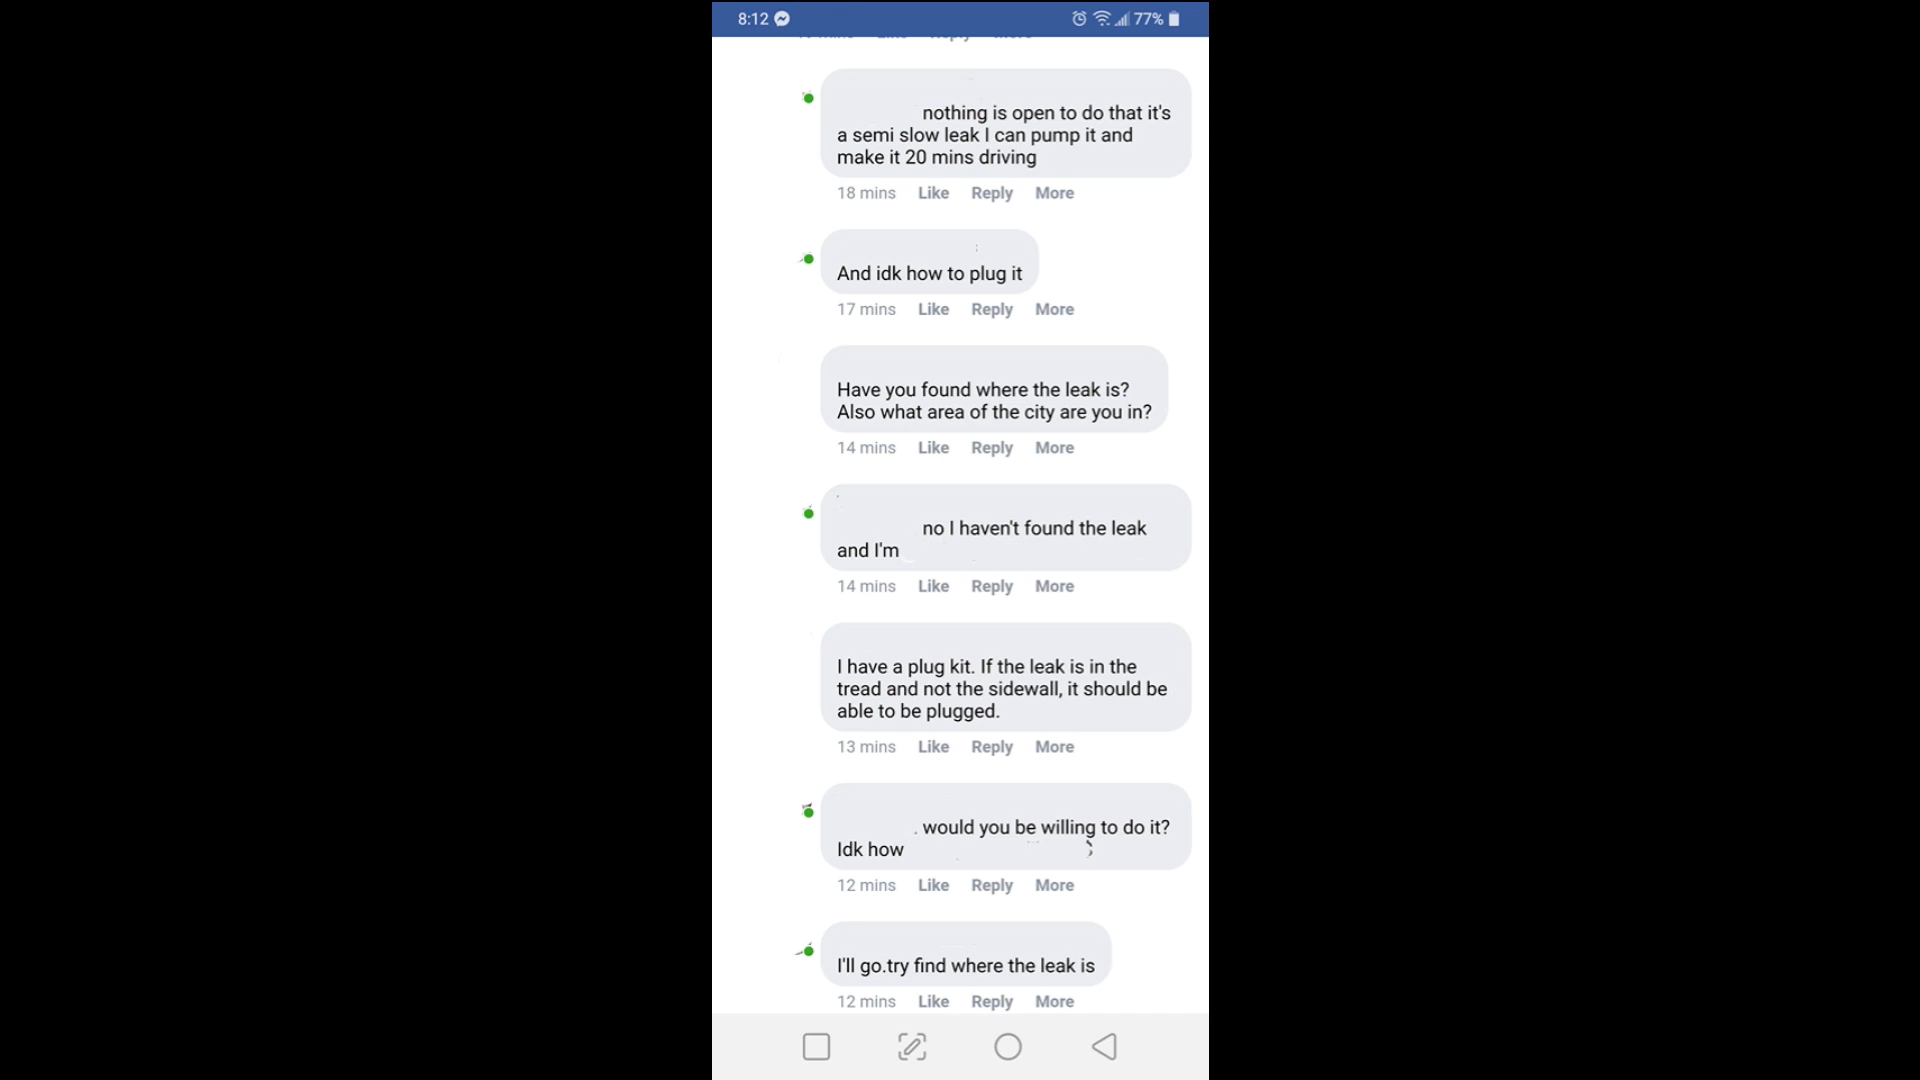 8:12 77%
nothing is open to do that it's
a semi slow leak I can pump it and
make it 20 mins driving
18 mins Like Reply More
And idk how to plug it
17 mins Like Reply More
Have you found where the leak is?
Also what area of the city are you in?
14 mins Like Reply More
no I haven't found the leak
and I'm
14 mins Like Reply More
I have a plug kit. If the leak is in the
tread and not the sidewall, it should be
able to be plugged.
13 mins Like Reply More
would you be willing to do it?
Idk how
12 mins Like Reply More
I'll go.try find where the leak is
12 mins Like Reply More